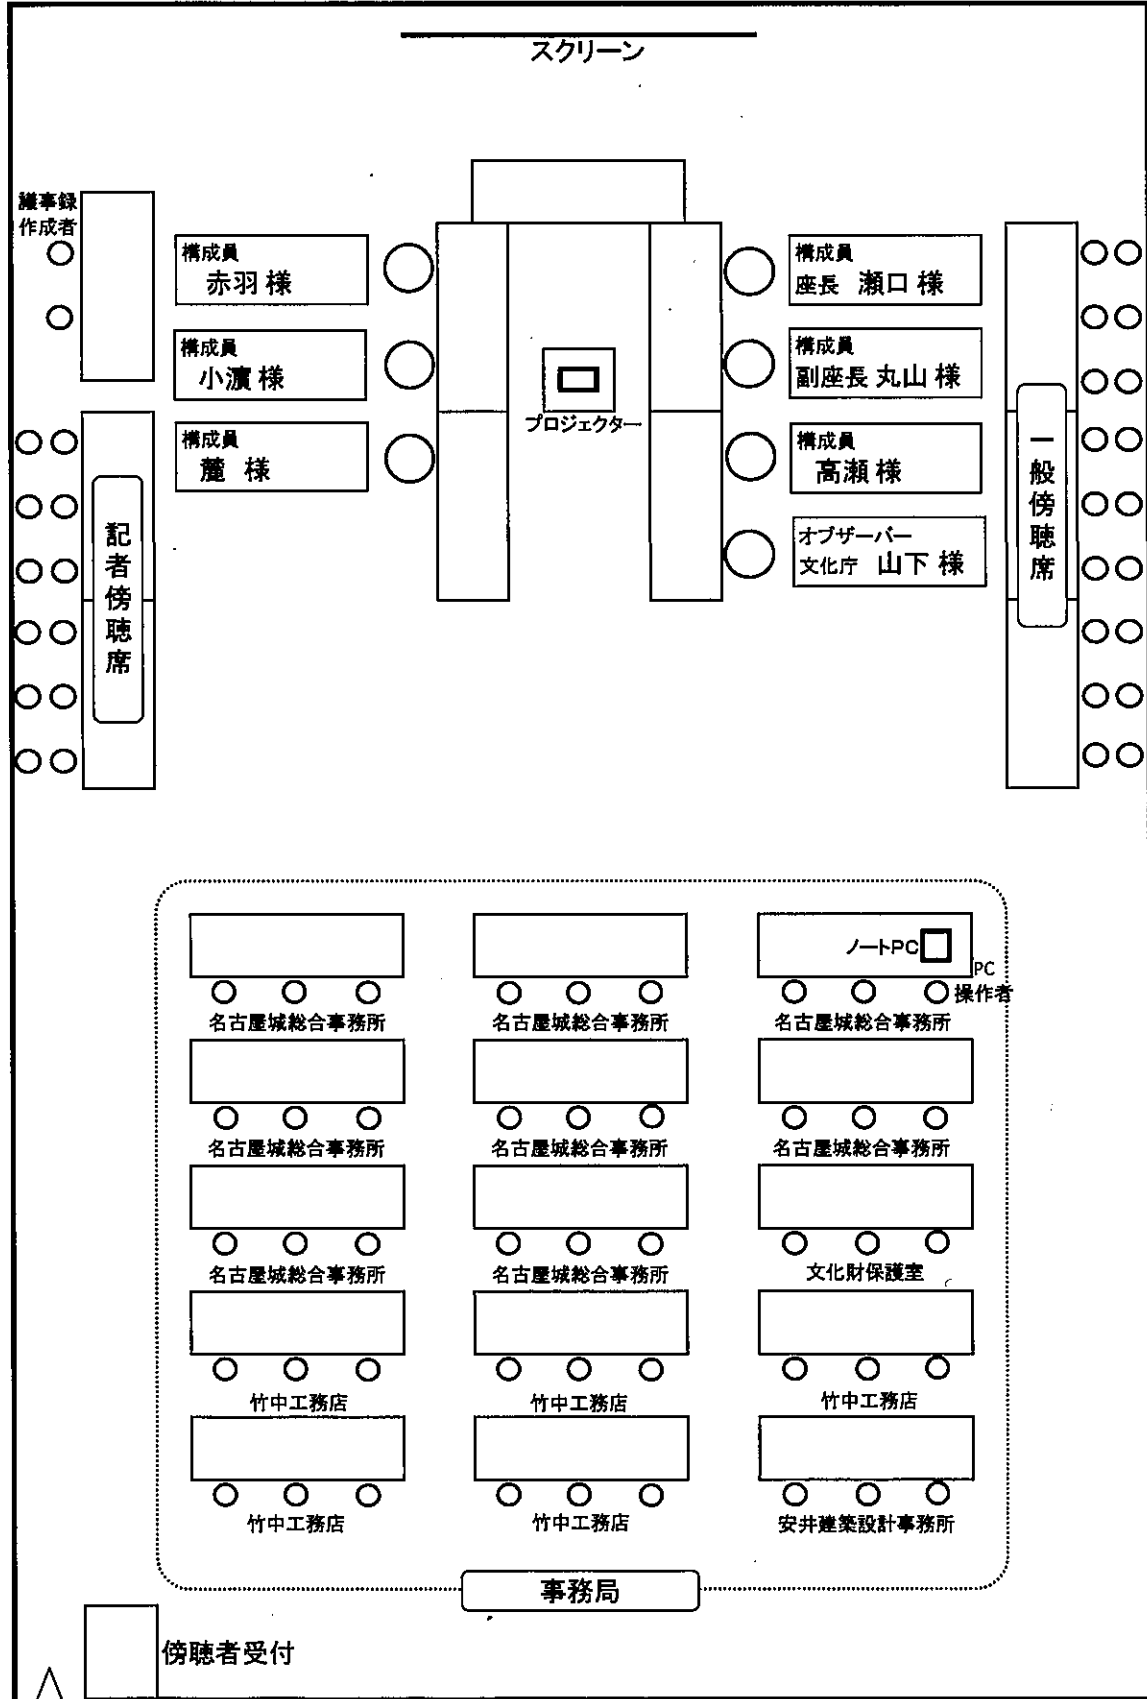 スクリーン
議事録
作成者
構成員
赤羽 様
構成員
座長 瀬口 様
構成員
小濵 様
構成員
副座長 丸山 様
プロジェクター
構成員
麓 様
構成員
高瀬 様
オブザーバー
文化庁 山下 様
記者傍聴席
一般傍聴席
ノートPC
PC
操作者
名古屋城総合事務所
名古屋城総合事務所
名古屋城総合事務所
名古屋城総合事務所
名古屋城総合事務所
名古屋城総合事務所
名古屋城総合事務所
名古屋城総合事務所
文化財保護室
竹中工務店
竹中工務店
竹中工務店
竹中工務店
竹中工務店
安井建築設計事務所
事務局
傍聴者受付